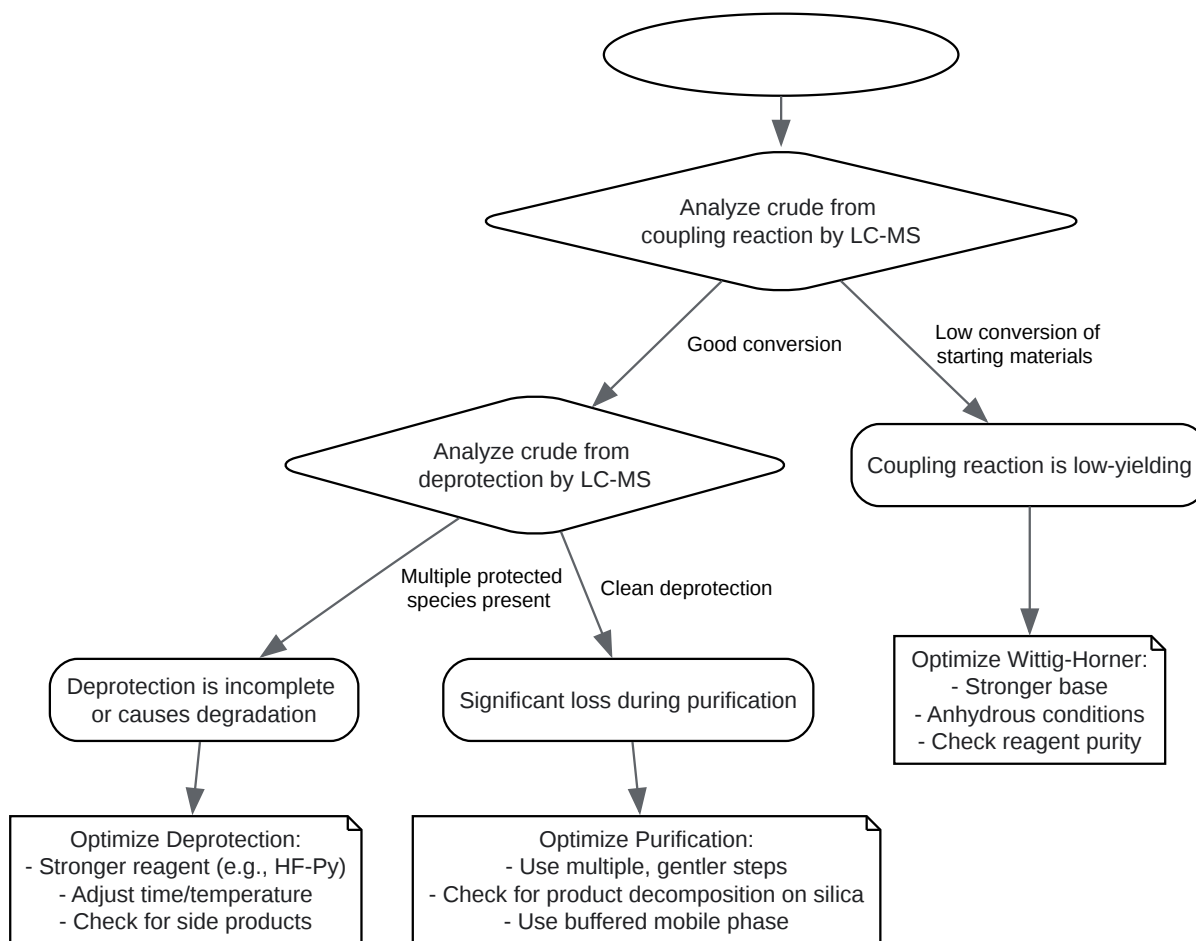 Analyze crude from
coupling reaction by LC-MS
Good conversion
Low conversion of
starting materials
Analyze crude from
deprotection by LC-MS
Coupling reaction is low-yielding
Multiple protected
species present
Clean deprotection
Deprotection is incomplete
or causes degradation
Significant loss during purification
Optimize Wittig-Horner:
- Stronger base
- Anhydrous conditions
- Check reagent purity
Optimize Deprotection:
- Stronger reagent (e.g., HF-Py)
- Adjust time/temperature
- Check for side products
Optimize Purification:
- Use multiple, gentler steps
- Check for product decomposition on silica
- Use buffered mobile phase